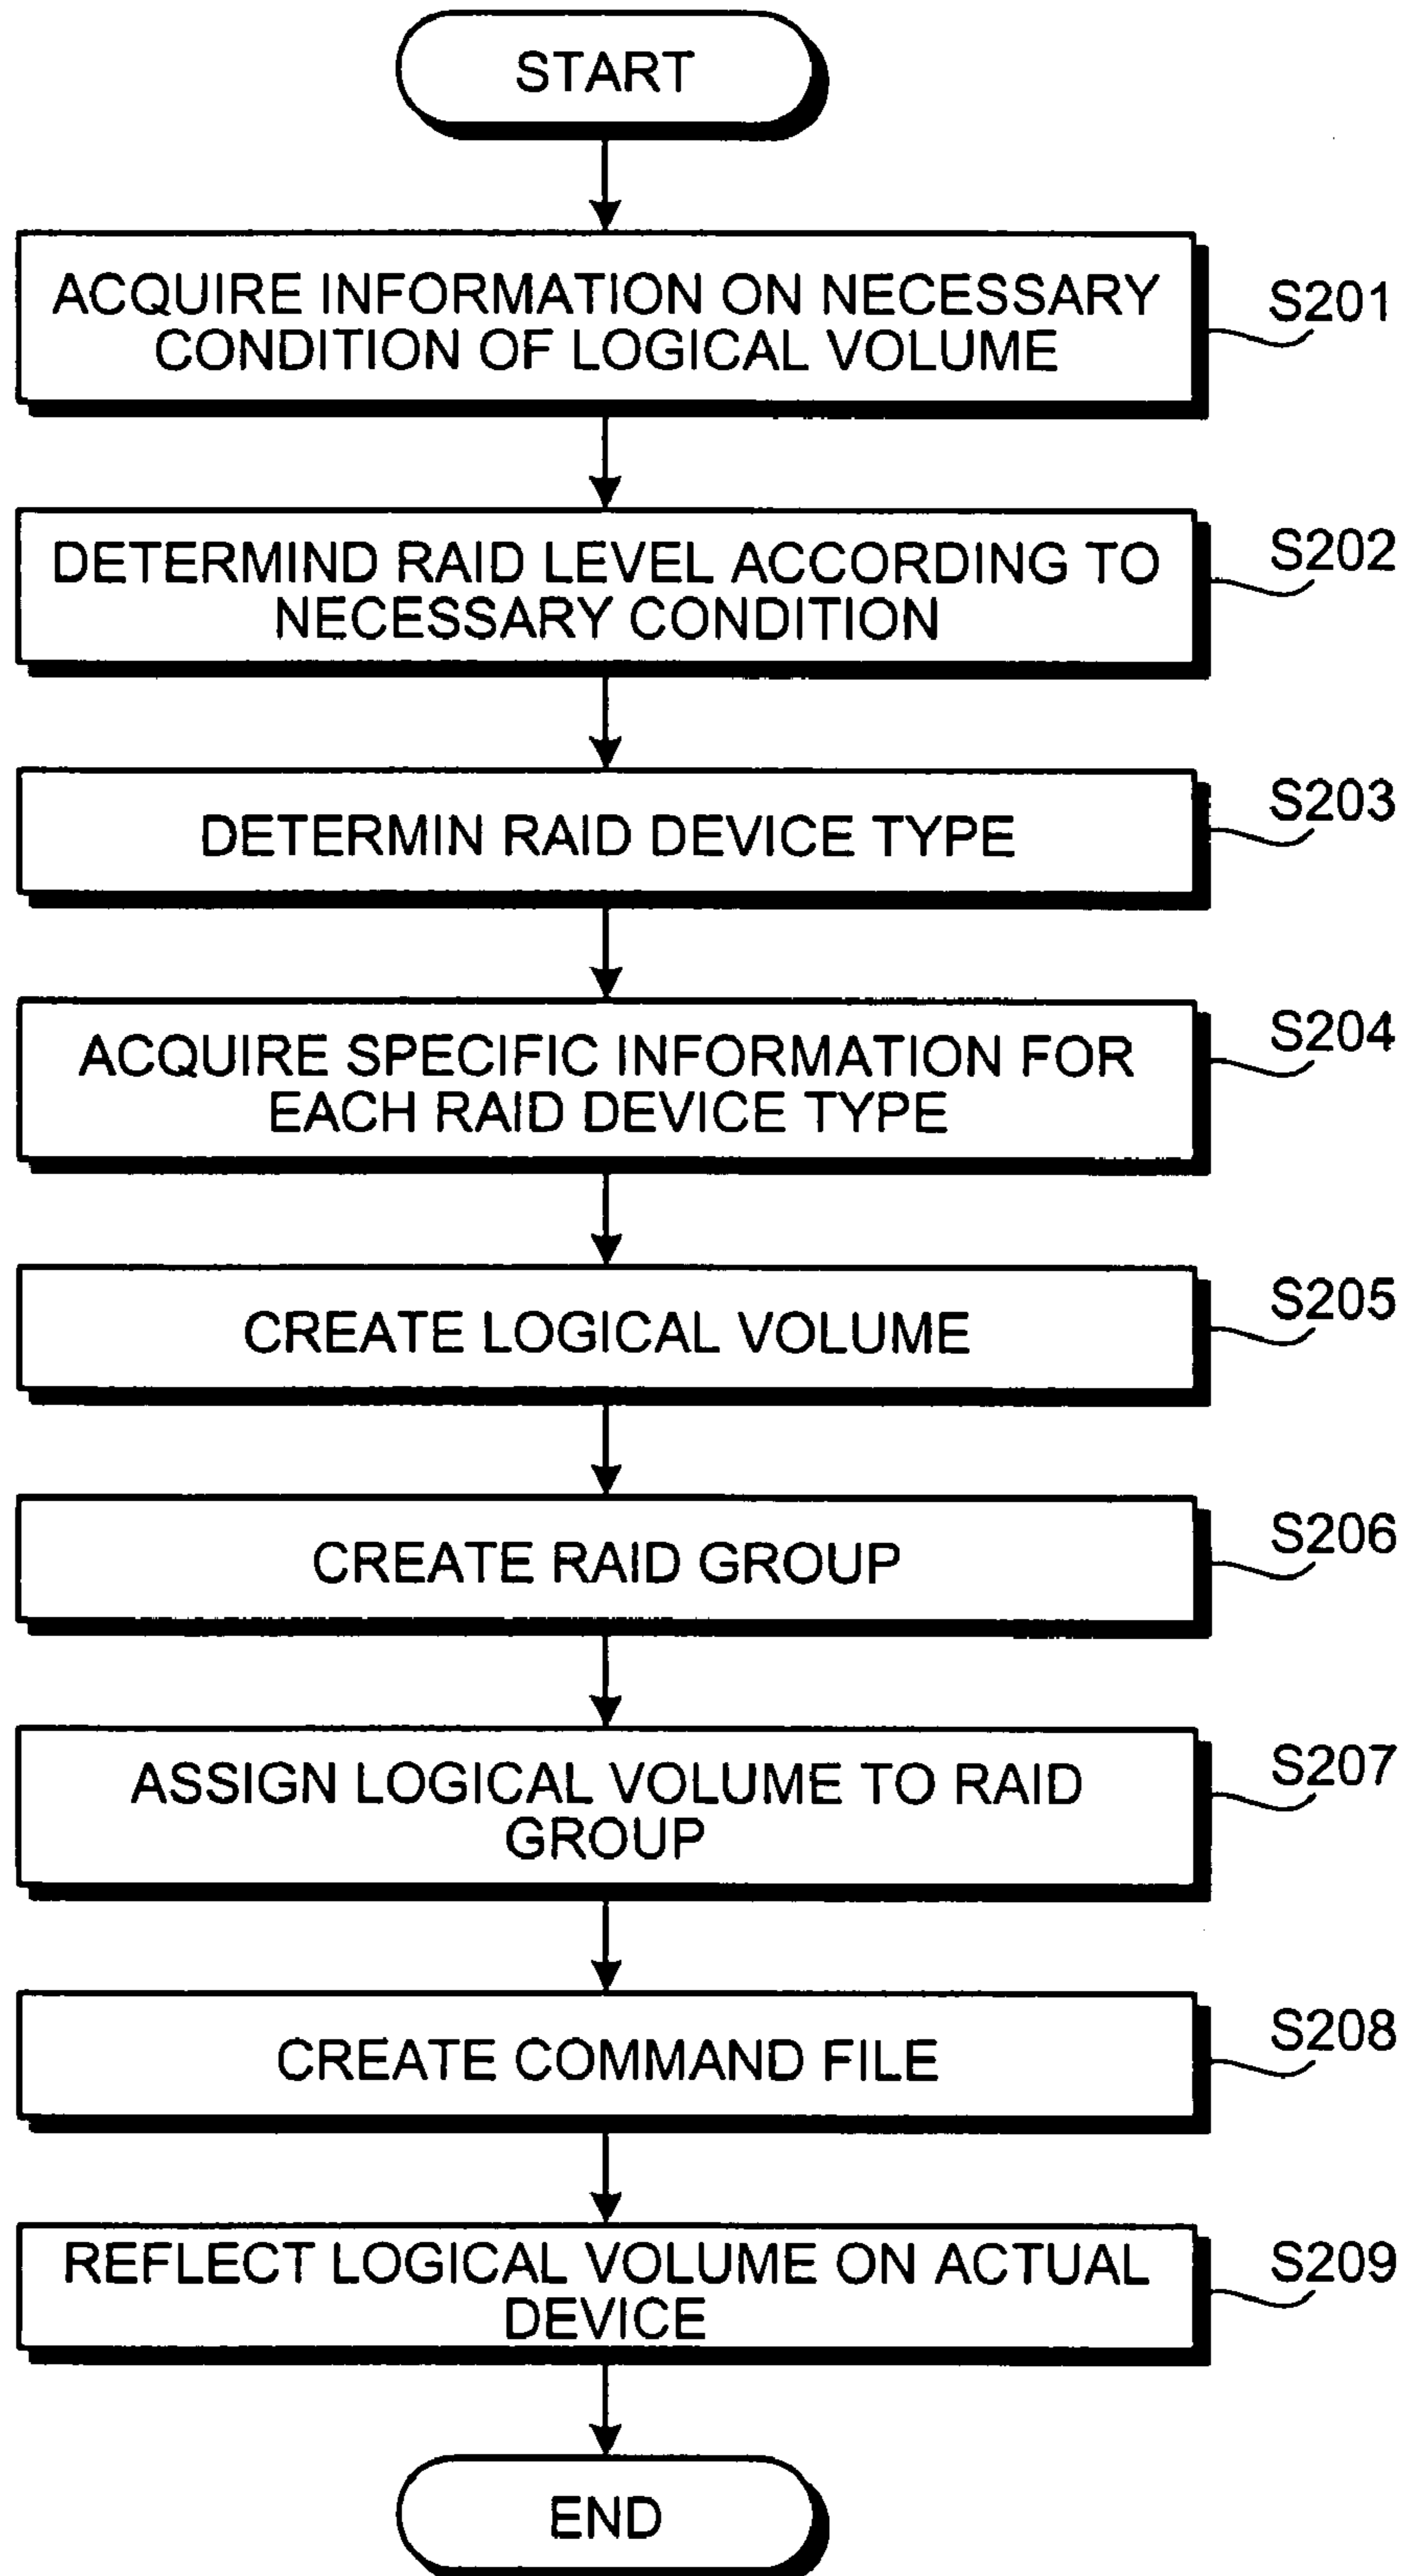 START
ACQUIRE INFORMATION ON NECESSARY
CONDITION OF LOGICAL VOLUME
S201
DETERMIND RAID LEVEL ACCORDING TO
NECESSARY CONDITION
S202
DETERMIN RAID DEVICE TYPE
S203
ACQUIRE SPECIFIC INFORMATION FOR
EACH RAID DEVICE TYPE
S204
CREATE LOGICAL VOLUME
S205
CREATE RAID GROUP
S206
ASSIGN LOGICAL VOLUME TO RAID
GROUP
S207
CREATE COMMAND FILE
S208
REFLECT LOGICAL VOLUME ON ACTUAL
DEVICE
S209
END